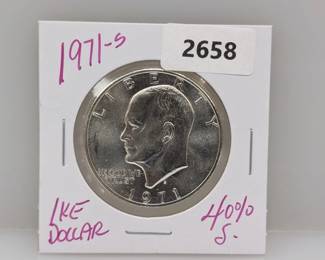 1971-s
2658
LIBERTY
IN GOD WE
TRUST
1971
IKE
DOLLAR
40%
S.